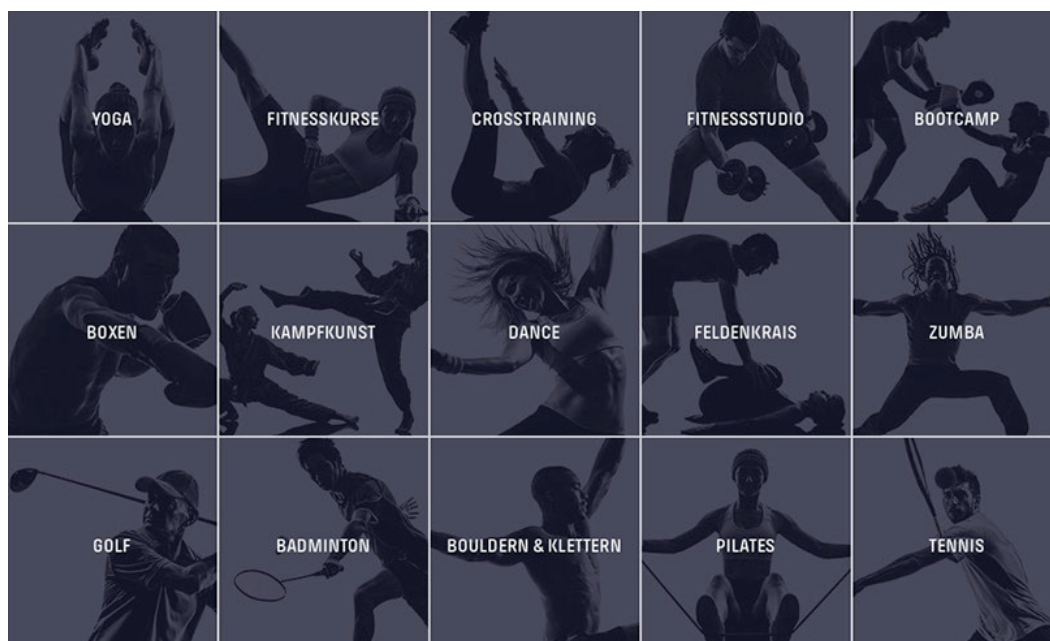 YOGA
FITNESSKURSE
CROSSTRAINING
FITNESSSTUDIO
BOOTCAMP
BOXEN
KAMPFKUNST
DANCE
FELDENKRAIS
ZUMBA
GOLF
BADMINTON
BOULDERN & KLETTERN
PILATES
TENNIS